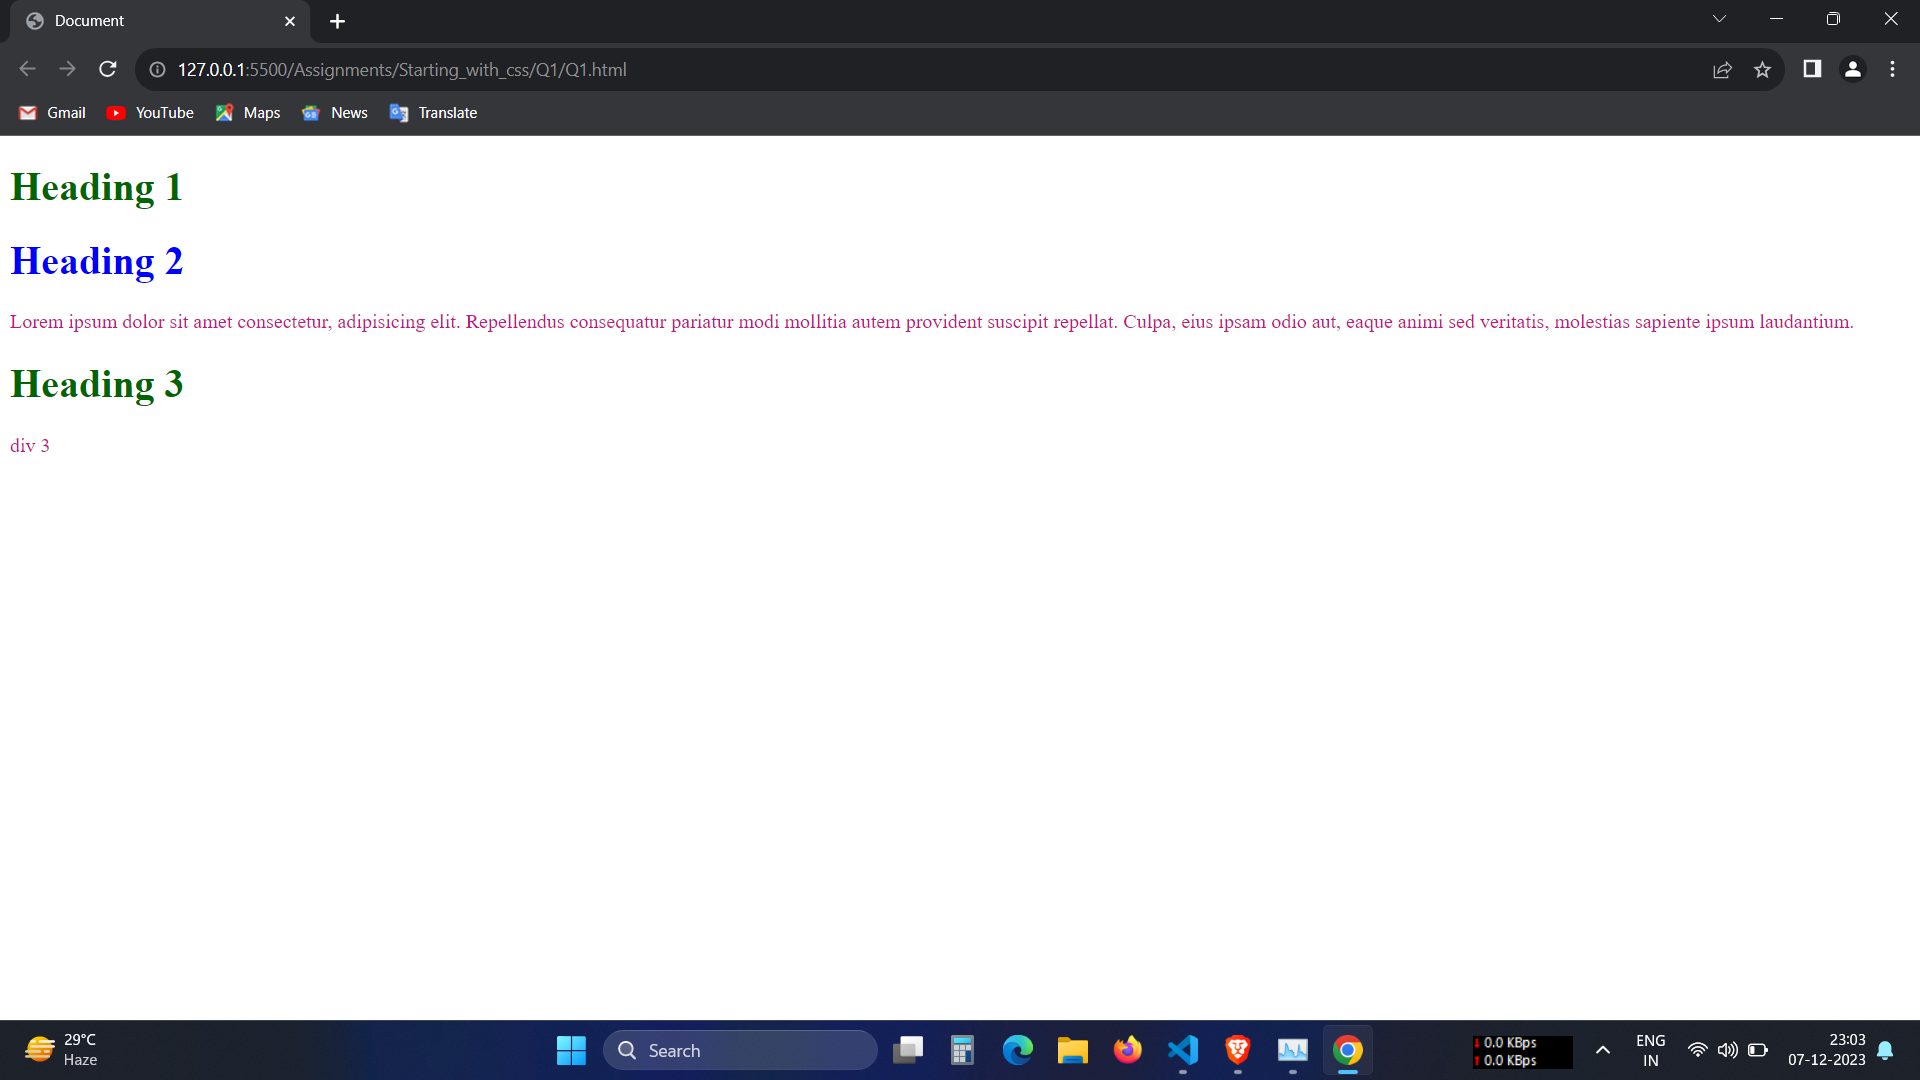 Document
127.0.0.1:5500/Assignments/Starting_with_css/Q1/Q1.html
Gmail YouTube Maps News Translate
Heading 1
Heading 2
Lorem ipsum dolor sit amet consectetur, adipisicing elit. Repellendus consequatur pariatur modi mollitia autem provident suscipit repellat. Culpa, eius ipsam odio aut, eaque animi sed veritatis, molestias sapiente ipsum laudantium.
Heading 3
div 3
29°C
Haze
Search
0.0 KBps
0.0 KBps
ENG
IN
23:03
07-12-2023